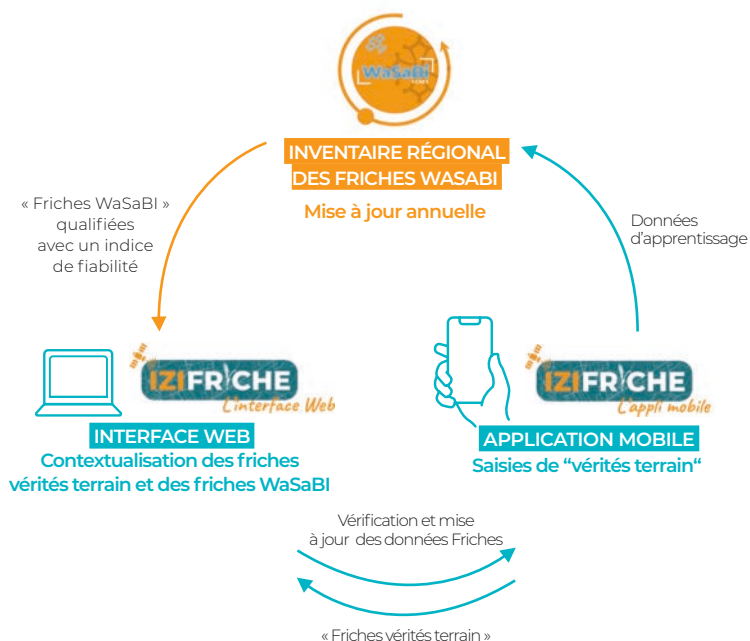 WaSaBI
INVENTAIRE RÉGIONAL
DES FRICHES WASABI
Mise à jour annuelle
« Friches WaSaBI »
qualifiées
avec un indice
de fiabilité
Données
d’apprentissage
IZIFRICHE
L'interface Web
INTERFACE WEB
Contextualisation des friches
vérités terrain et des friches WaSaBI
IZIFRICHE
L'appli mobile
APPLICATION MOBILE
Saisies de “vérités terrain“
Vérification et mise
à jour des données Friches
« Friches vérités terrain »